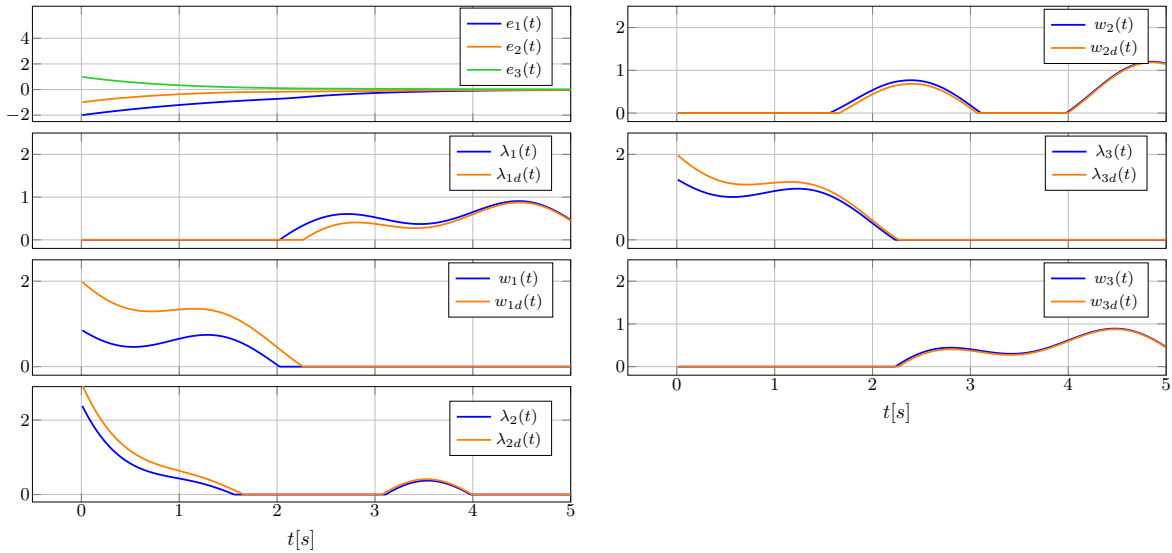 4
2
0
−2
e₁(t)
e₂(t)
e₃(t)
2
1
0
λ₁(t)
λ₁d(t)
2
0
w₁(t)
w₁d(t)
2
0
λ₂(t)
λ₂d(t)
0 1 2 3 4 5
t[s]
2
1
0
w₂(t)
w₂d(t)
2
0
λ₃(t)
λ₃d(t)
2
1
0
w₃(t)
w₃d(t)
0 1 2 3 4 5
t[s]